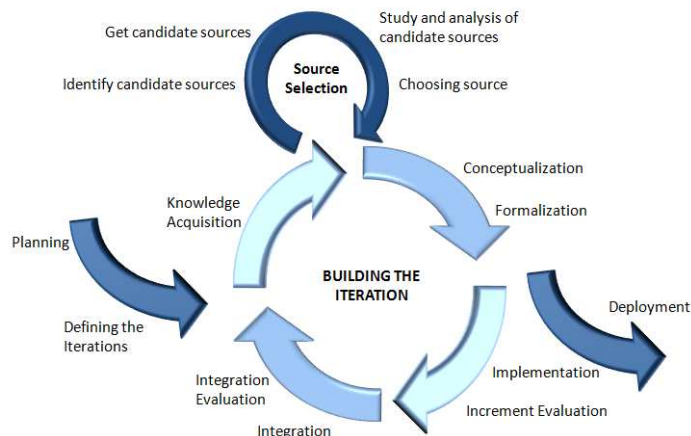 Get candidate sources
Study and analysis of
candidate sources
Identify candidate sources
Source
Selection
Choosing source
Conceptualization
Formalization
Knowledge
Acquisition
Planning
Defining the
Iterations
BUILDING THE
ITERATION
Deployment
Implementation
Increment Evaluation
Integration
Evaluation
Integration